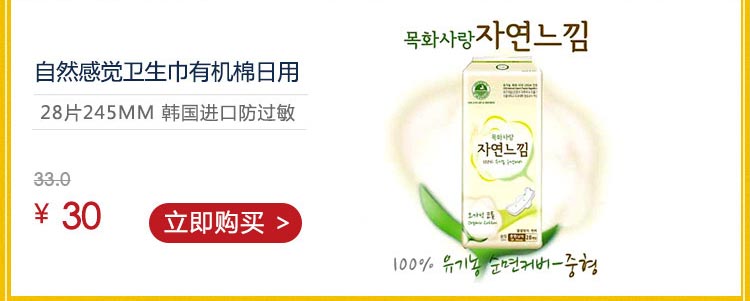 自然感觉卫生巾有机棉日用
28片245MM 韩国进口防过敏
33.0
¥ 30
立即购买 >
목화사랑 자연느낌
목화사랑
자연느낌
Organic Cotton
100% 유기농 순면커버-중형